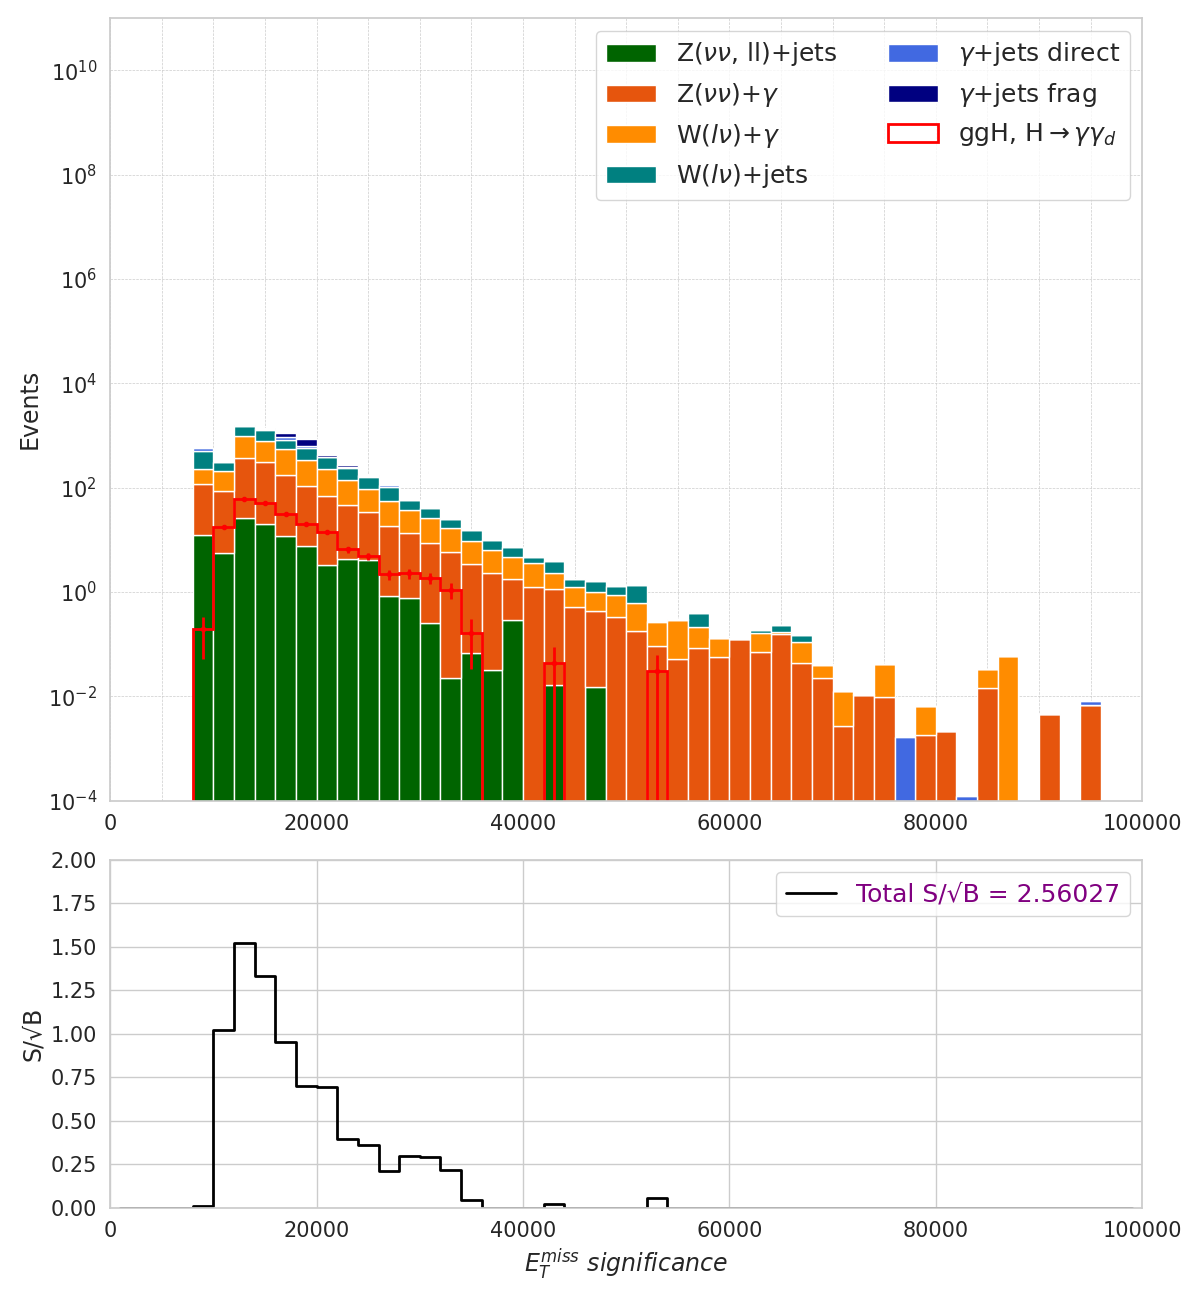 Z(νν, ll)+jets
Z(νν)+γ
W(lν)+γ
W(lν)+jets
γ+jets direct
γ+jets frag
ggH, H→γγ_d
Events
10^10
10^8
10^6
10^4
10^2
10^0
10^−2
10^−4
0 20000 40000 60000 80000 100000
Total S/√B = 2.56027
S/√B
2.00
1.75
1.50
1.25
1.00
0.75
0.50
0.25
0.00
0 20000 40000 60000 80000 100000
E_T^miss significance